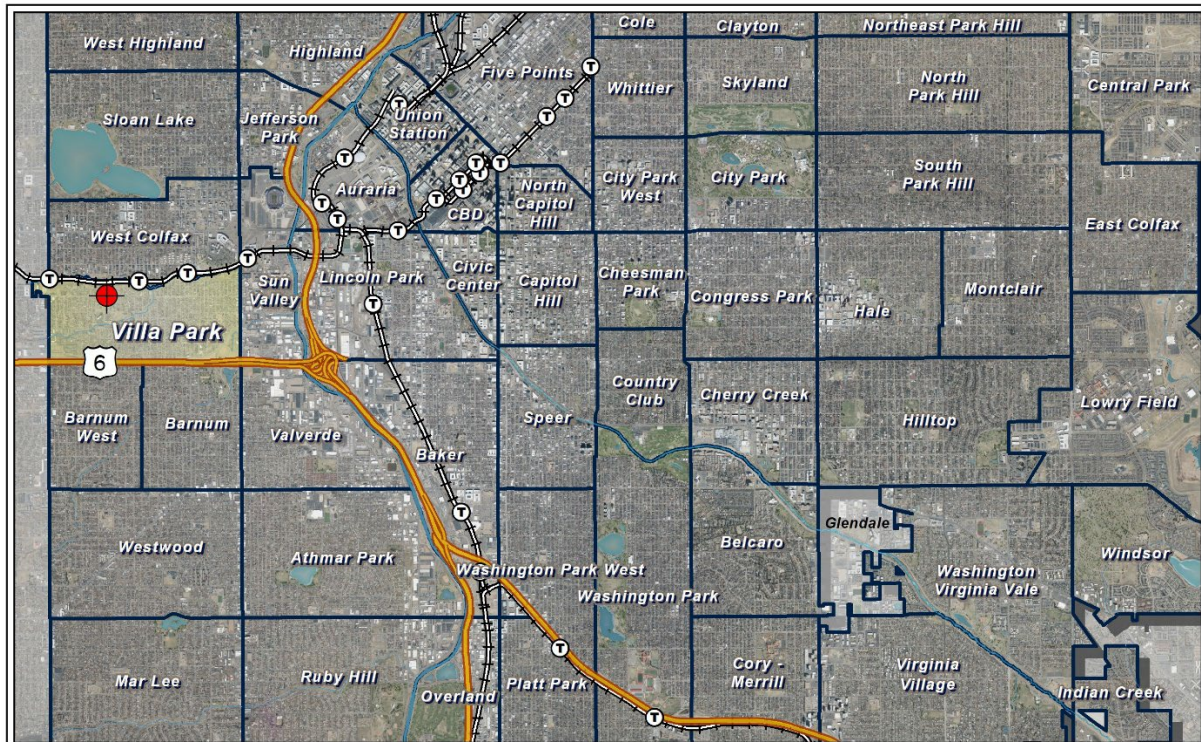 Cole
Clayton
Northeast Park Hill
West Highland
Highland
Five Points
Whittier
Skyland
North
Park Hill
Central Park
Sloan Lake
Jefferson
Park
Union
Station
T
T
T
T
T
T
T
T
T
T
T
T
T
Auraria
CBD
North
Capitol
Hill
City Park
West
City Park
South
Park Hill
East Colfax
West Colfax
T
T
T
T
T
Sun
Valley
Lincoln Park
Civic
Center
Capitol
Hill
Cheesman
Park
Congress Park
Hale
Montclair
T
Villa Park
6
Barnum
West
Barnum
Valverde
Baker
Speer
Country
Club
Cherry Creek
Hilltop
Lowry Field
T
Westwood
Athmar Park
Washington Park West
Washington Park
Belcaro
Glendale
Washington
Virginia Vale
Windsor
T
Mar Lee
Ruby Hill
Overland
Platt Park
Cory -
Merrill
Virginia
Village
Indian Creek
T